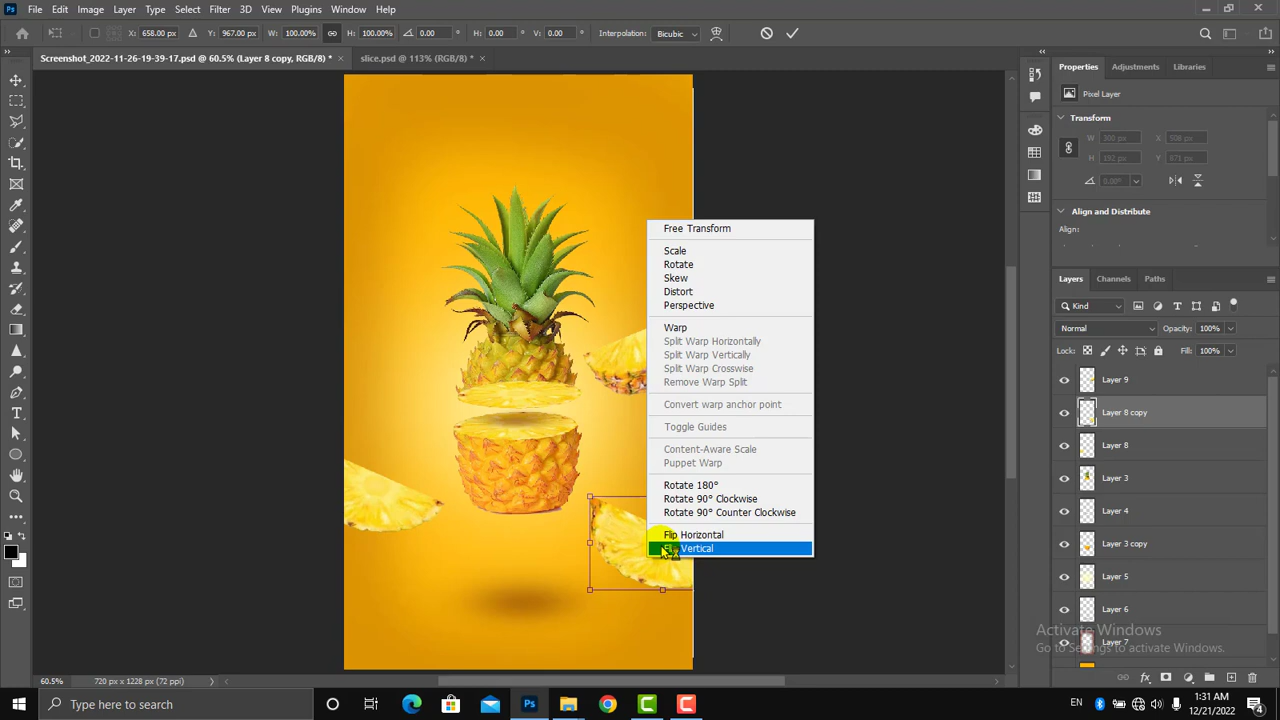 Ps File Edit Image Layer Type Select Filter 3D View Plugins Window Help
X: 658.00 px Y: 967.00 px W: 100.00% H: 100.00% 0.00 ° H: 0.00 ° V: 0.00 ° Interpolation: Bicubic
Screenshot_2022-11-26-19-39-17.psd @ 60.5% (Layer 8 copy, RGB/8) * × slice.psd @ 113% (RGB/8) * ×
Properties Adjustments Libraries
Pixel Layer
Transform
W 300 px X 508 px
H 192 px Y 871 px
0.00°
Align and Distribute
Align:
Free Transform
Scale
Rotate
Skew
Distort
Perspective
Warp
Split Warp Horizontally
Split Warp Vertically
Split Warp Crosswise
Remove Warp Split
Convert warp anchor point
Toggle Guides
Content-Aware Scale
Puppet Warp
Rotate 180°
Rotate 90° Clockwise
Rotate 90° Counter Clockwise
Flip Horizontal
Flip Vertical
Layers Channels Paths
Kind
Normal Opacity: 100%
Lock: Fill: 100%
Layer 9
Layer 8 copy
Layer 8
Layer 3
Layer 4
Layer 3 copy
Layer 5
Layer 6
Layer 7
Activate Windows
Go to Settings to activate Windows.
60.5% 720 px x 1228 px (72 ppi)
Type here to search
EN
1:31 AM
12/21/2022